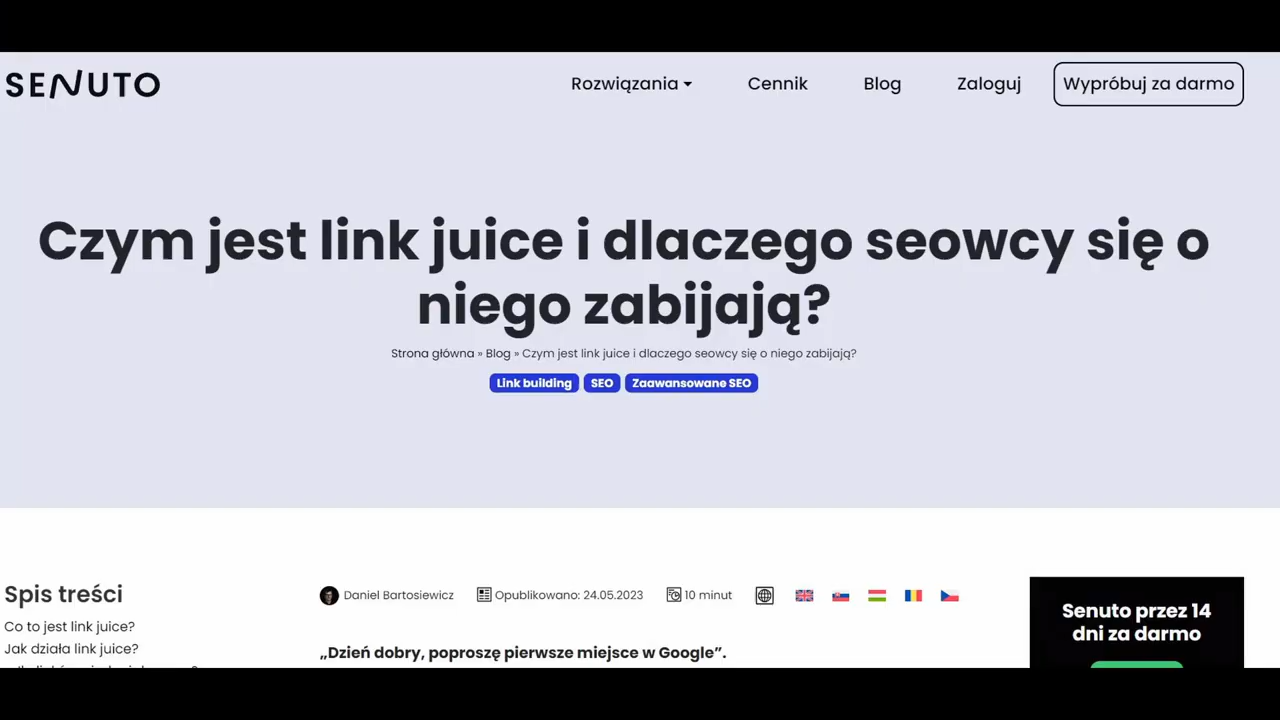 SENUTO
Rozwiązania
Cennik
Blog
Zaloguj
Wypróbuj za darmo
Czym jest link juice i dlaczego seowcy się o
niego zabijają?
Strona główna » Blog » Czym jest link juice i dlaczego seowcy się o niego zabijają?
Link building
SEO
Zaawansowane SEO
Spis treści
Co to jest link juice?
Jak działa link juice?
Daniel Bartosiewicz
Opublikowano: 24.05.2023
10 minut
„Dzień dobry, poproszę pierwsze miejsce w Google”.
Senuto przez 14
dni za darmo